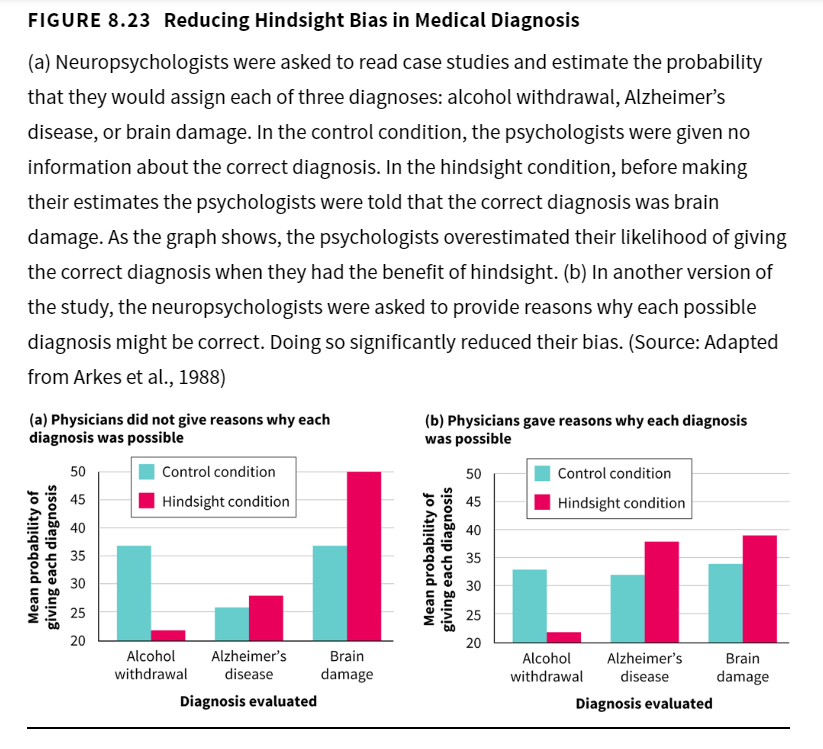 FIGURE 8.23 Reducing Hindsight Bias in Medical Diagnosis
(a) Neuropsychologists were asked to read case studies and estimate the probability
that they would assign each of three diagnoses: alcohol withdrawal, Alzheimer’s
disease, or brain damage. In the control condition, the psychologists were given no
information about the correct diagnosis. In the hindsight condition, before making
their estimates the psychologists were told that the correct diagnosis was brain
damage. As the graph shows, the psychologists overestimated their likelihood of giving
the correct diagnosis when they had the benefit of hindsight. (b) In another version of
the study, the neuropsychologists were asked to provide reasons why each possible
diagnosis might be correct. Doing so significantly reduced their bias. (Source: Adapted
from Arkes et al., 1988)
(a) Physicians did not give reasons why each
diagnosis was possible
Mean probability of
giving each diagnosis
50
45
40
35
30
25
20
Control condition
Hindsight condition
Alcohol
withdrawal
Alzheimer’s
disease
Brain
damage
Diagnosis evaluated
(b) Physicians gave reasons why each diagnosis
was possible
Mean probability of
giving each diagnosis
50
45
40
35
30
25
20
Control condition
Hindsight condition
Alcohol
withdrawal
Alzheimer’s
disease
Brain
damage
Diagnosis evaluated